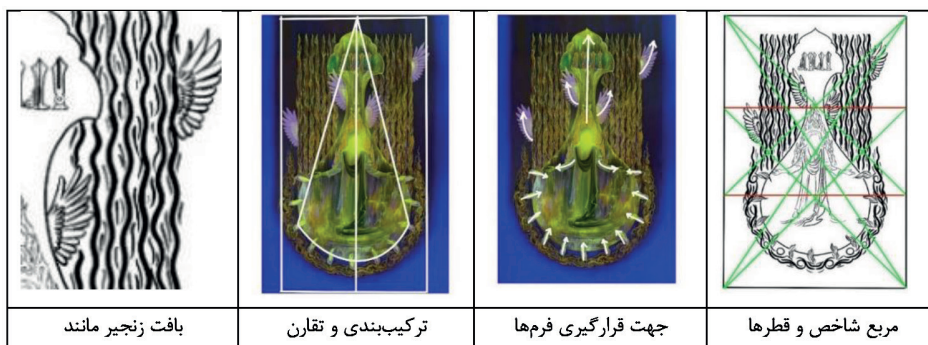 مربع شاخص و قطرها
جهت قرارگیری فرم‌ها
ترکیب‌بندی و تقارن
بافت زنجیر مانند